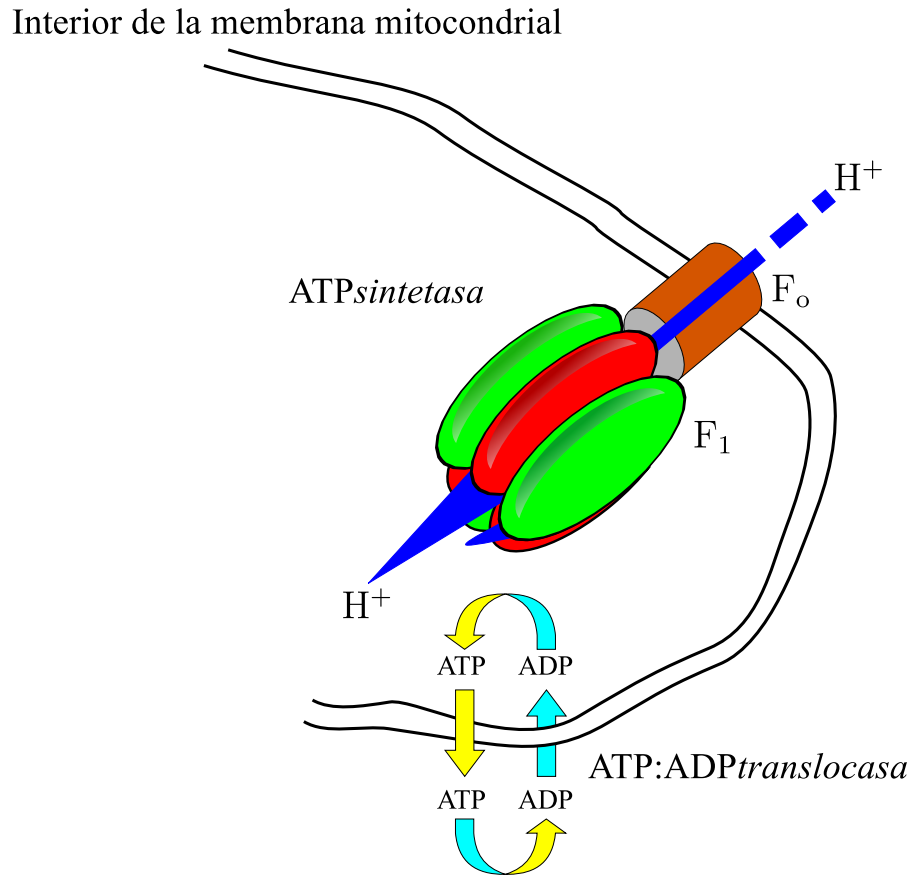 Interior de la membrana mitocondrial
H⁺
Fₒ
ATPsintetasa
F₁
H⁺
ATP ADP
ATP:ADPtranslocasa
ATP ADP